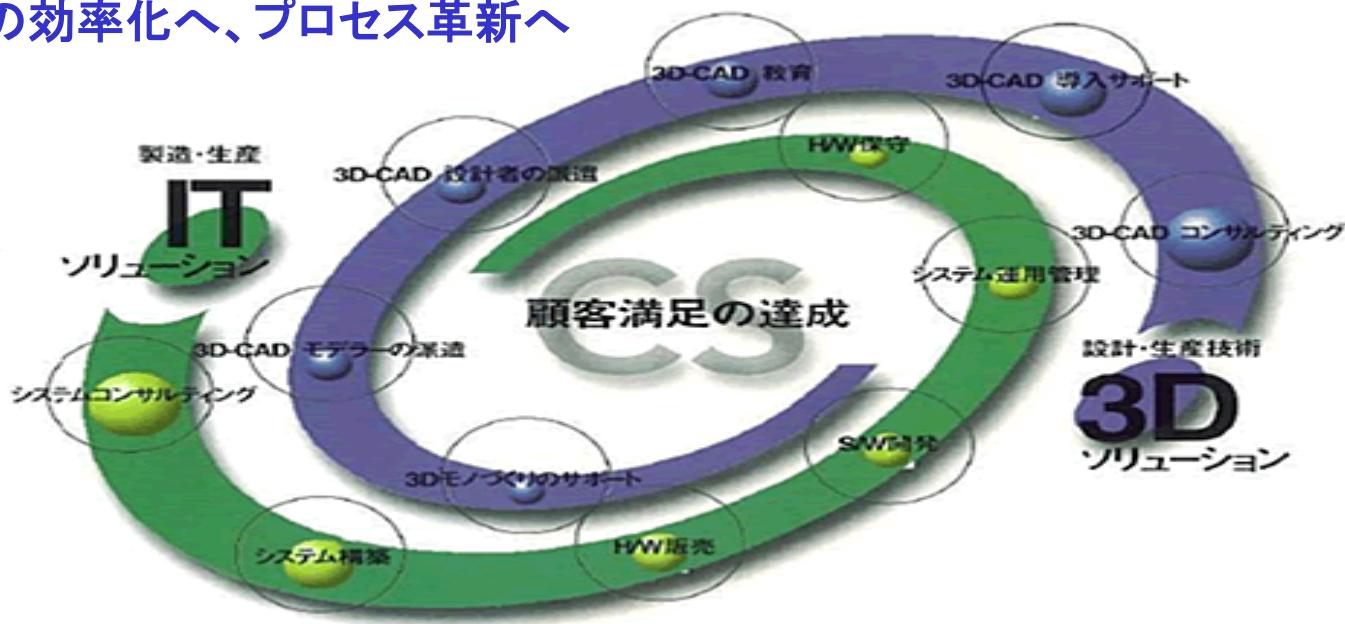 の効率化へ、プロセス革新へ
3D-CAD 教育
3D-CAD 導入サポート
H/W保守
製造・生産
IT
ソリューション
3D-CAD 設計者の派遣
3D-CAD コンサルティング
システム運用管理
CS
顧客満足の達成
3D-CAD モデラーの派遣
設計・生産技術
3D
ソリューション
システムコンサルティング
S/W開発
3Dモノづくりのサポート
システム構築
H/W販売